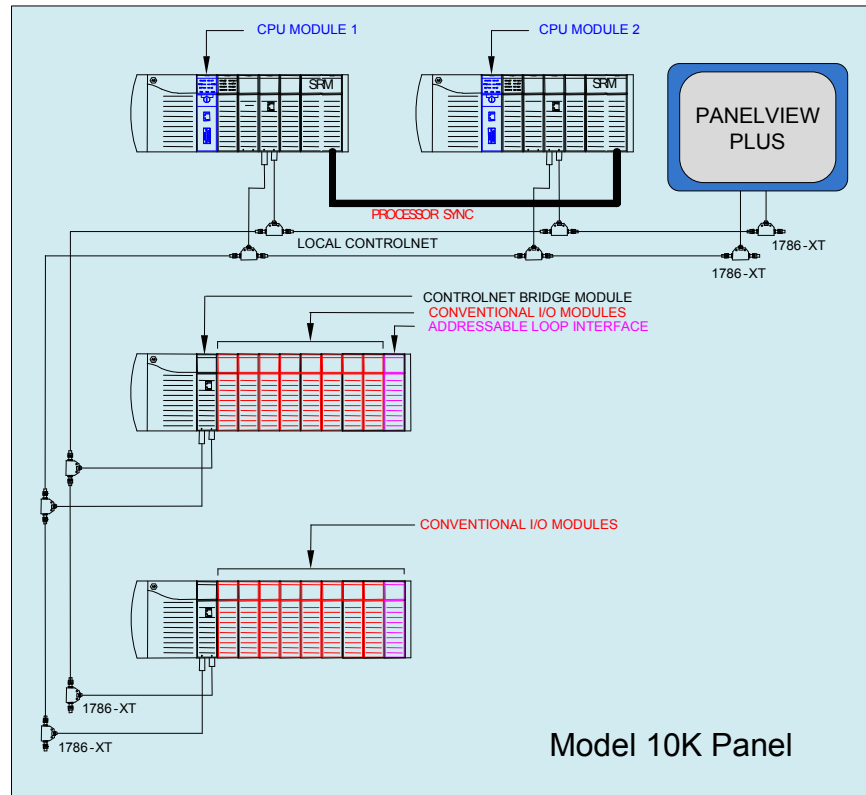 CPU MODULE 1
CPU MODULE 2
SRM
SRM
PANELVIEW
PLUS
PROCESSOR SYNC
LOCAL CONTROLNET
1786-XT
1786-XT
CONTROLNET BRIDGE MODULE
CONVENTIONAL I/O MODULES
ADDRESSABLE LOOP INTERFACE
CONVENTIONAL I/O MODULES
1786-XT
1786-XT
Model 10K Panel